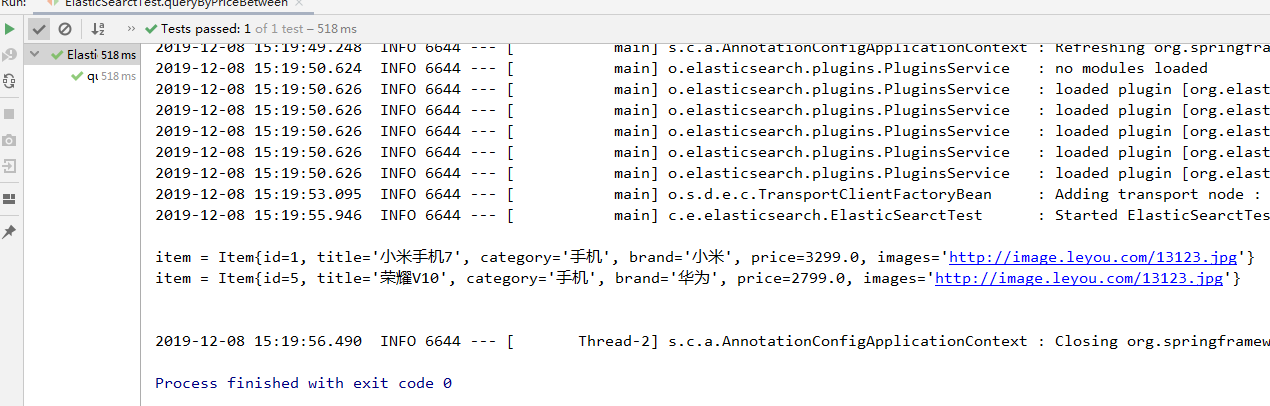 Run: ElasticSearctTest.queryByPriceBetween ×
» Tests passed: 1 of 1 test – 518 ms
Elasti 518 ms
qu 518 ms
2019-12-08 15:19:49.248  INFO 6644 --- [           main] s.c.a.AnnotationConfigApplicationContext : Refreshing org.springfra
2019-12-08 15:19:50.624  INFO 6644 --- [           main] o.elasticsearch.plugins.PluginsService   : no modules loaded
2019-12-08 15:19:50.626  INFO 6644 --- [           main] o.elasticsearch.plugins.PluginsService   : loaded plugin [org.elast
2019-12-08 15:19:50.626  INFO 6644 --- [           main] o.elasticsearch.plugins.PluginsService   : loaded plugin [org.elast
2019-12-08 15:19:50.626  INFO 6644 --- [           main] o.elasticsearch.plugins.PluginsService   : loaded plugin [org.elast
2019-12-08 15:19:50.626  INFO 6644 --- [           main] o.elasticsearch.plugins.PluginsService   : loaded plugin [org.elast
2019-12-08 15:19:50.626  INFO 6644 --- [           main] o.elasticsearch.plugins.PluginsService   : loaded plugin [org.elast
2019-12-08 15:19:53.095  INFO 6644 --- [           main] o.s.d.e.c.TransportClientFactoryBean     : Adding transport node :
2019-12-08 15:19:55.946  INFO 6644 --- [           main] c.e.elasticsearch.ElasticSearctTest      : Started ElasticSearctTes
item = Item{id=1, title='小米手机7', category='手机', brand='小米', price=3299.0, images='http://image.leyou.com/13123.jpg'}
item = Item{id=5, title='荣耀V10', category='手机', brand='华为', price=2799.0, images='http://image.leyou.com/13123.jpg'}
2019-12-08 15:19:56.490  INFO 6644 --- [       Thread-2] s.c.a.AnnotationConfigApplicationContext : Closing org.springframew
Process finished with exit code 0